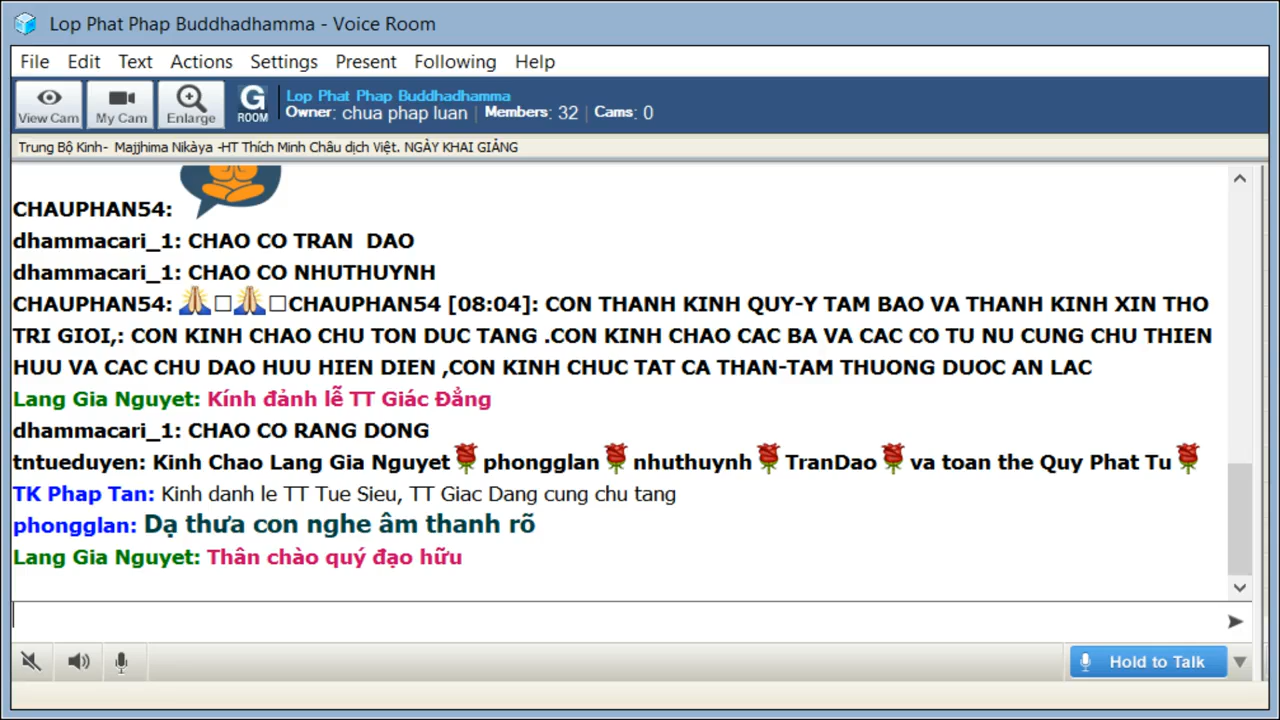 Lop Phat Phap Buddhadhamma - Voice Room
File Edit Text Actions Settings Present Following Help
View Cam My Cam Enlarge G ROOM Lop Phat Phap Buddhadhamma
Owner: chua phap luan | Members: 32 | Cams: 0
Trung Bộ Kinh- Majjhima Nikàya -HT Thích Minh Châu dịch Việt. NGÀY KHAI GIẢNG
CHAUPHAN54:
dhammacari_1: CHAO CO TRAN  DAO
dhammacari_1: CHAO CO NHUTHUYNH
CHAUPHAN54: 🙏□🙏□CHAUPHAN54 [08:04]: CON THANH KINH QUY-Y TAM BAO VA THANH KINH XIN THO
TRI GIOI,: CON KINH CHAO CHU TON DUC TANG .CON KINH CHAO CAC BA VA CAC CO TU NU CUNG CHU THIEN
HUU VA CAC CHU DAO HUU HIEN DIEN ,CON KINH CHUC TAT CA THAN-TAM THUONG DUOC AN LAC
Lang Gia Nguyet: Kính đảnh lễ TT Giác Đẳng
dhammacari_1: CHAO CO RANG DONG
tntueduyen: Kinh Chao Lang Gia Nguyet🌹phongglan🌹nhuthuynh🌹TranDao🌹va toan the Quy Phat Tu🌹
TK Phap Tan: Kinh danh le TT Tue Sieu, TT Giac Dang cung chu tang
phongglan: Dạ thưa con nghe âm thanh rõ
Lang Gia Nguyet: Thân chào quý đạo hữu
Hold to Talk